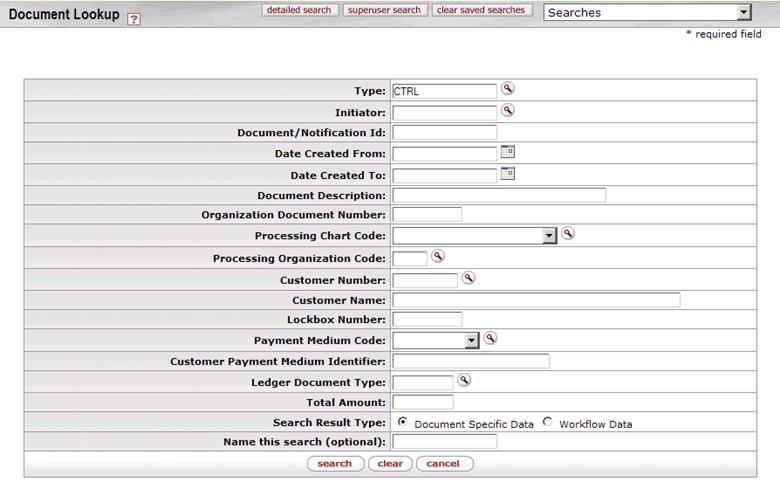 Document Lookup ? detailed search superuser search clear saved searches Searches
* required field
Type: CTRL
Initiator:
Document/Notification Id:
Date Created From:
Date Created To:
Document Description:
Organization Document Number:
Processing Chart Code:
Processing Organization Code:
Customer Number:
Customer Name:
Lockbox Number:
Payment Medium Code:
Customer Payment Medium Identifier:
Ledger Document Type:
Total Amount:
Search Result Type: Document Specific Data Workflow Data
Name this search (optional):
search clear cancel